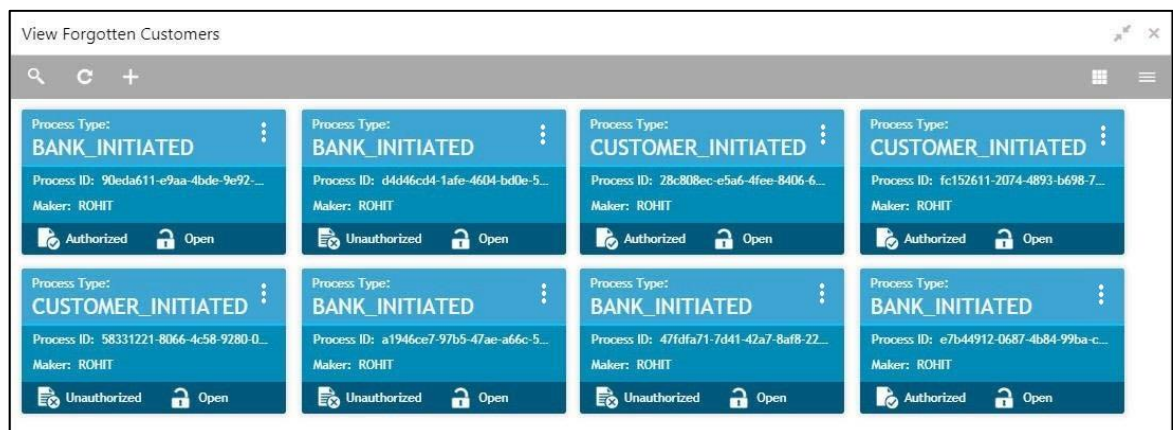 View Forgotten Customers
Process Type:
BANK_INITIATED
Process ID: 90eda611-e9aa-4bde-9e92-...
Maker: ROHIT
Authorized Open
Process Type:
BANK_INITIATED
Process ID: d4d46cd4-1afe-4604-bd0e-5...
Maker: ROHIT
Unauthorized Open
Process Type:
CUSTOMER_INITIATED
Process ID: 28c808ec-e5a6-4fee-8406-6...
Maker: ROHIT
Authorized Open
Process Type:
CUSTOMER_INITIATED
Process ID: fc152611-2074-4893-b698-7...
Maker: ROHIT
Authorized Open
Process Type:
CUSTOMER_INITIATED
Process ID: 58331221-8066-4c58-9280-0...
Maker: ROHIT
Unauthorized Open
Process Type:
BANK_INITIATED
Process ID: a1946ce7-97b5-47ae-a66c-5...
Maker: ROHIT
Unauthorized Open
Process Type:
BANK_INITIATED
Process ID: 47fdfa71-7d41-42a7-8af8-22...
Maker: ROHIT
Unauthorized Open
Process Type:
BANK_INITIATED
Process ID: e7b44912-0687-4b84-99ba-c...
Maker: ROHIT
Authorized Open